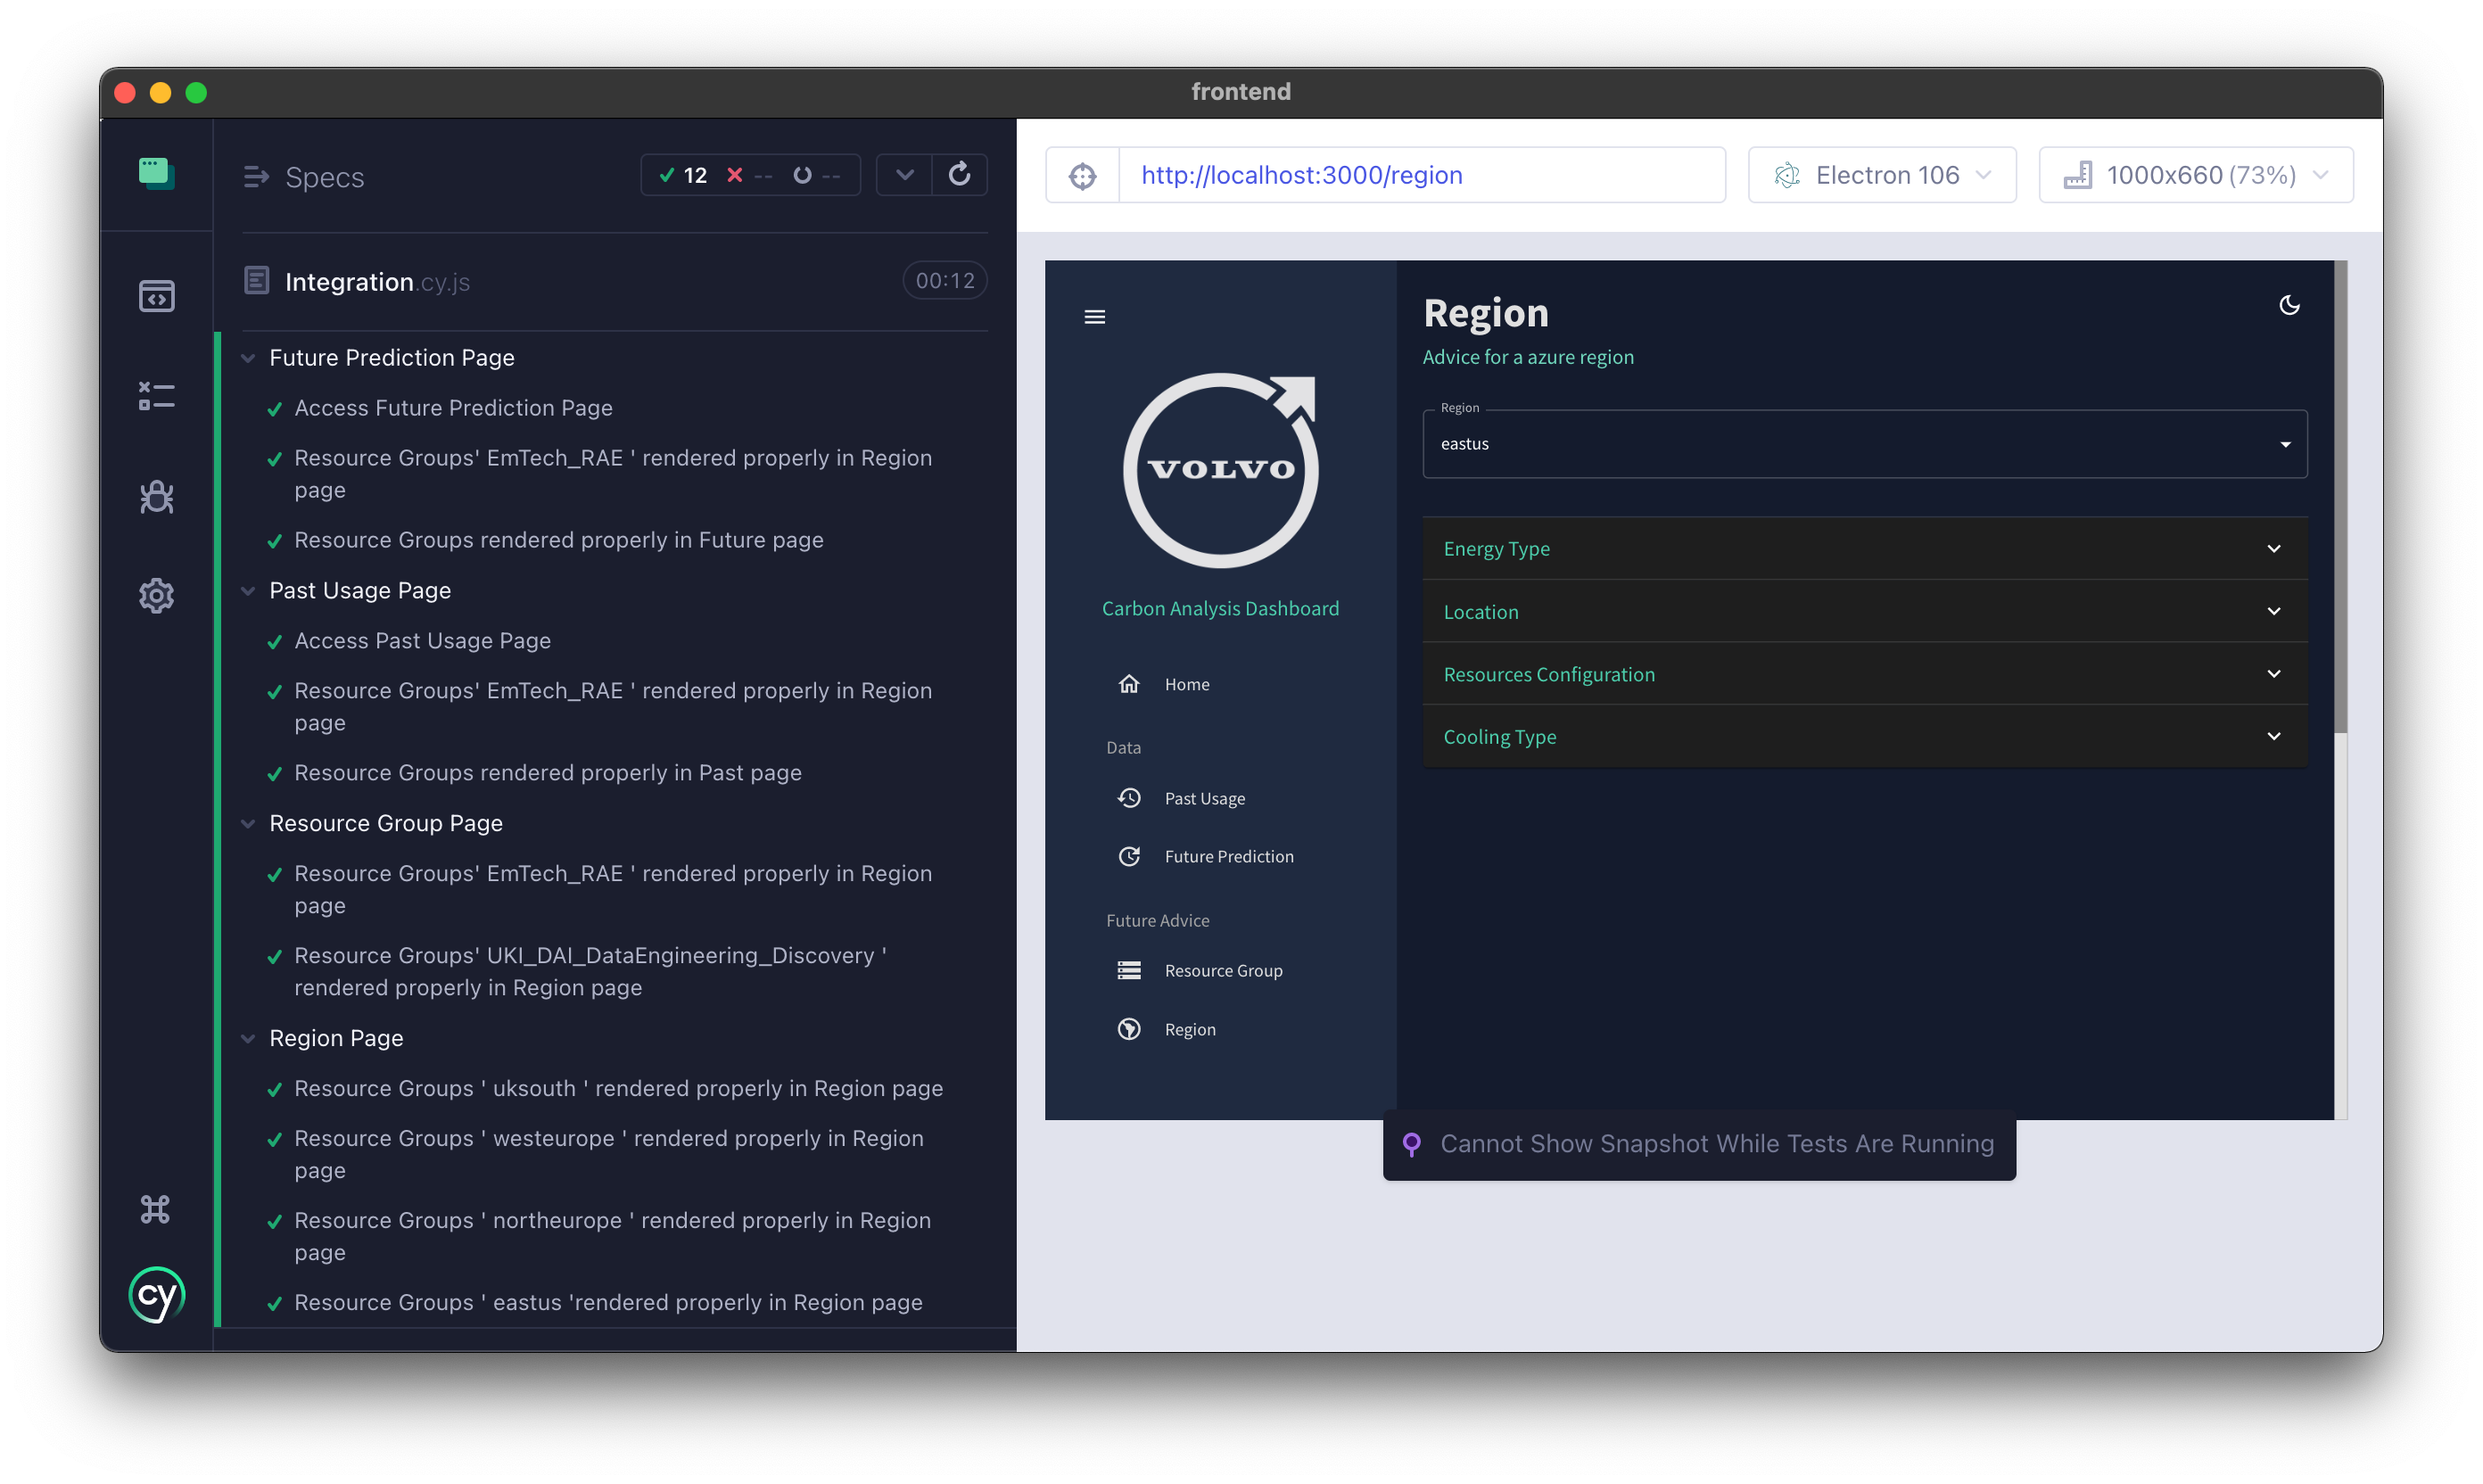 frontend
Specs
12 -- --
http://localhost:3000/region
Electron 106
1000x660 (73%)
Integration.cy.js
00:12
Future Prediction Page
Access Future Prediction Page
Resource Groups' EmTech_RAE ' rendered properly in Region
page
Resource Groups rendered properly in Future page
Past Usage Page
Access Past Usage Page
Resource Groups' EmTech_RAE ' rendered properly in Region
page
Resource Groups rendered properly in Past page
Resource Group Page
Resource Groups' EmTech_RAE ' rendered properly in Region
page
Resource Groups' UKI_DAI_DataEngineering_Discovery '
rendered properly in Region page
Region Page
Resource Groups ' uksouth ' rendered properly in Region page
Resource Groups ' westeurope ' rendered properly in Region
page
Resource Groups ' northeurope ' rendered properly in Region
page
Resource Groups ' eastus 'rendered properly in Region page
cy
VOLVO
Carbon Analysis Dashboard
Home
Data
Past Usage
Future Prediction
Future Advice
Resource Group
Region
Region
Advice for a azure region
Region
eastus
Energy Type
Location
Resources Configuration
Cooling Type
Cannot Show Snapshot While Tests Are Running